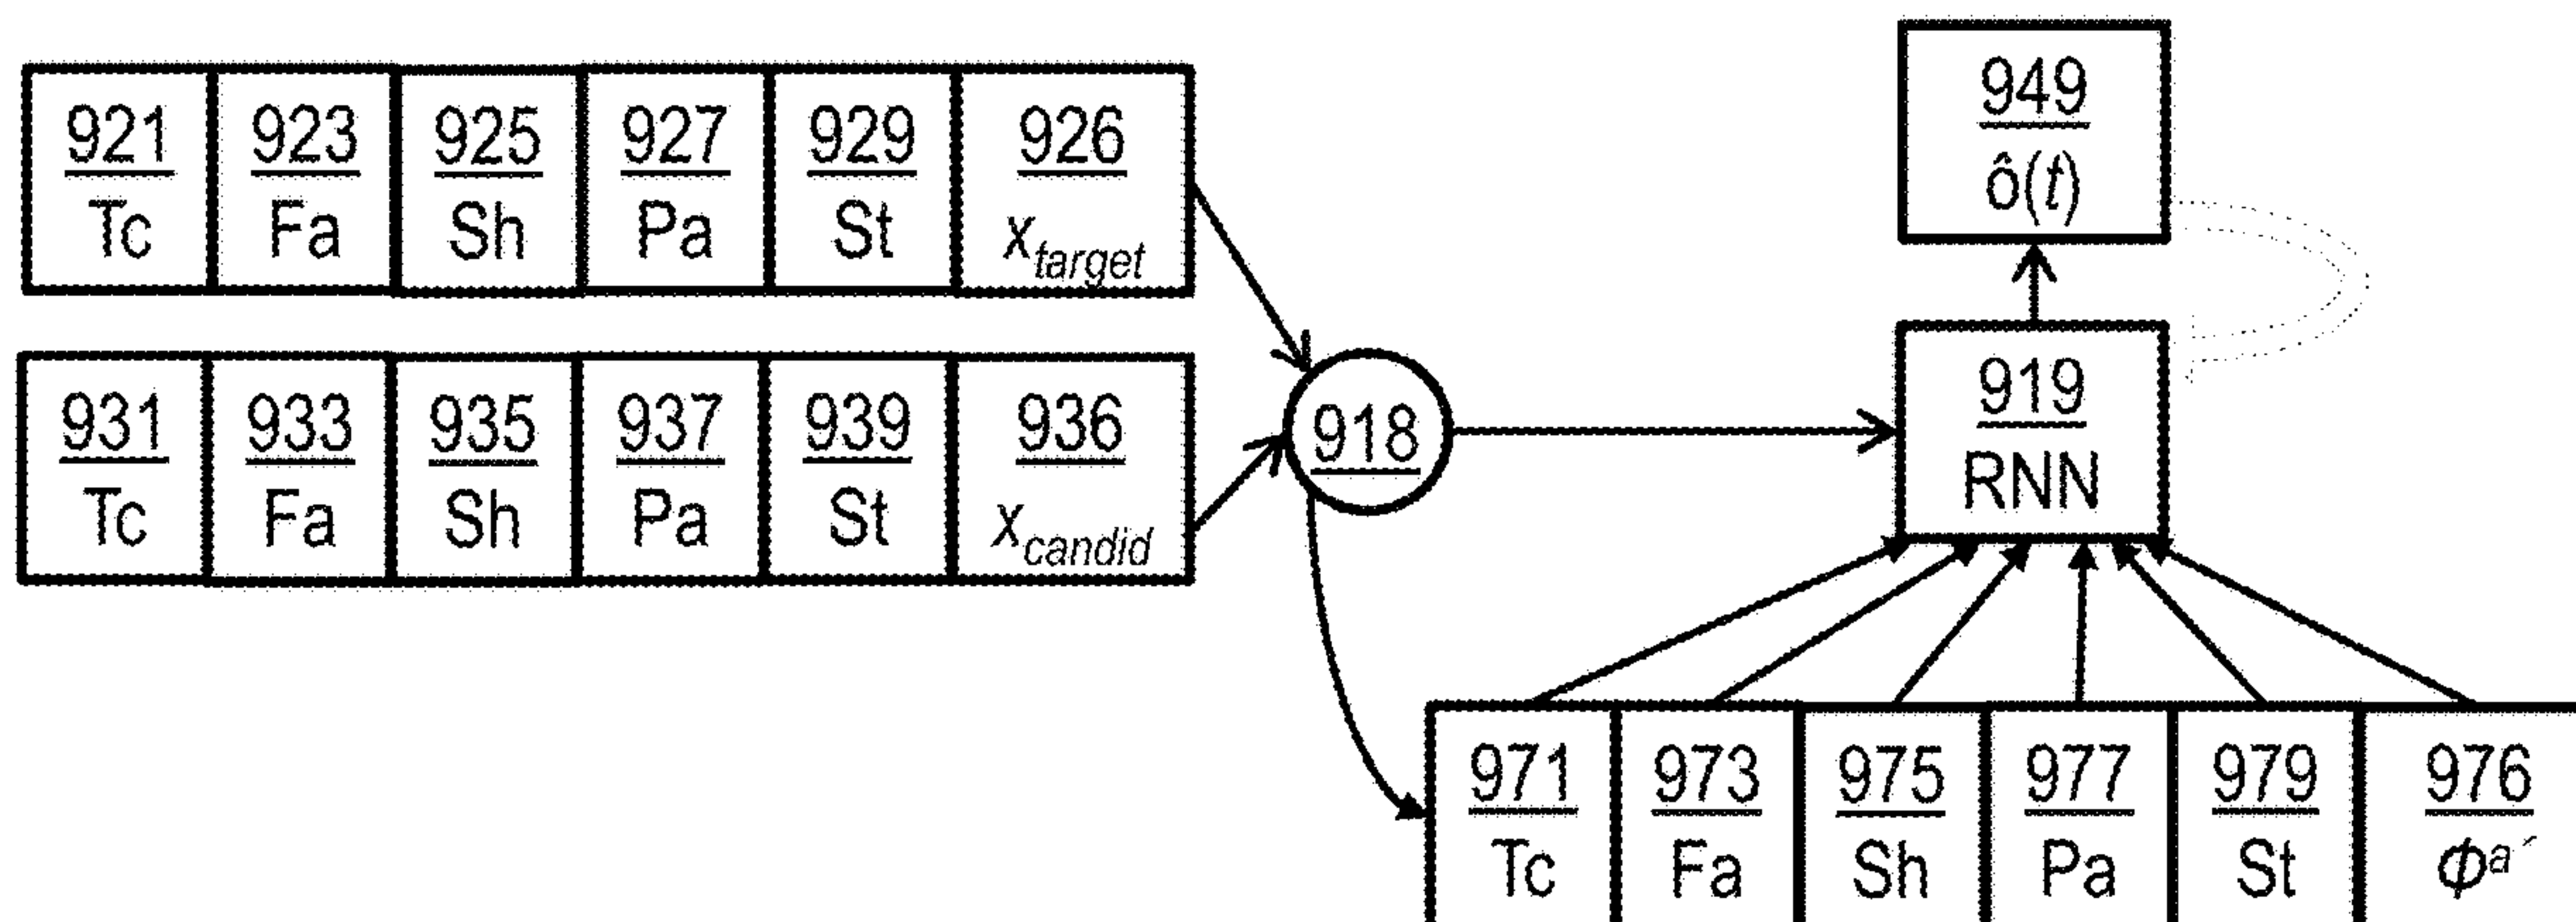 921 923 925 927 929 926
Tc Fa Sh Pa St x_target
931 933 935 937 939 936
Tc Fa Sh Pa St x_candid
918
949
ô(t)
919
RNN
971 973 975 977 979 976
Tc Fa Sh Pa St Φ^a´